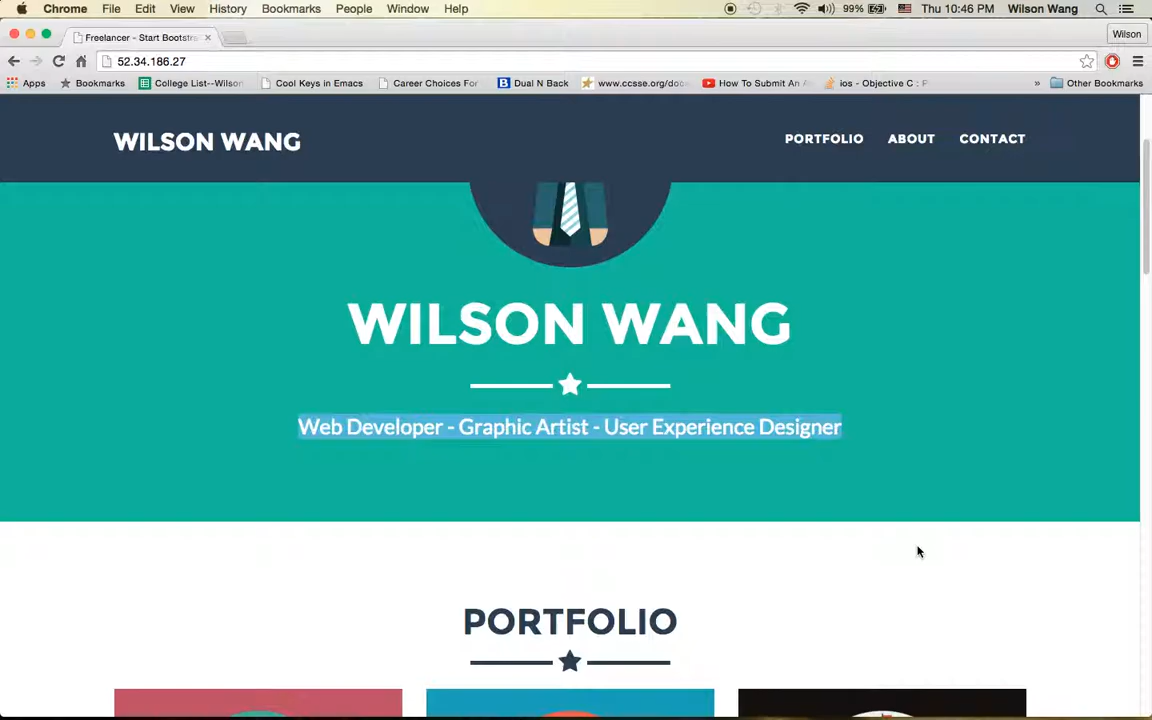 Chrome File Edit View History Bookmarks People Window Help 99% Thu 10:46 PM Wilson Wang
Freelancer - Start Bootstra Wilson
52.34.186.27
Apps Bookmarks College List--Wilson Cool Keys in Emacs Career Choices For Dual N Back www.ccsse.org/doc How To Submit An ios - Objective C : » Other Bookmarks
WILSON WANG PORTFOLIO ABOUT CONTACT
WILSON WANG
Web Developer - Graphic Artist - User Experience Designer
PORTFOLIO